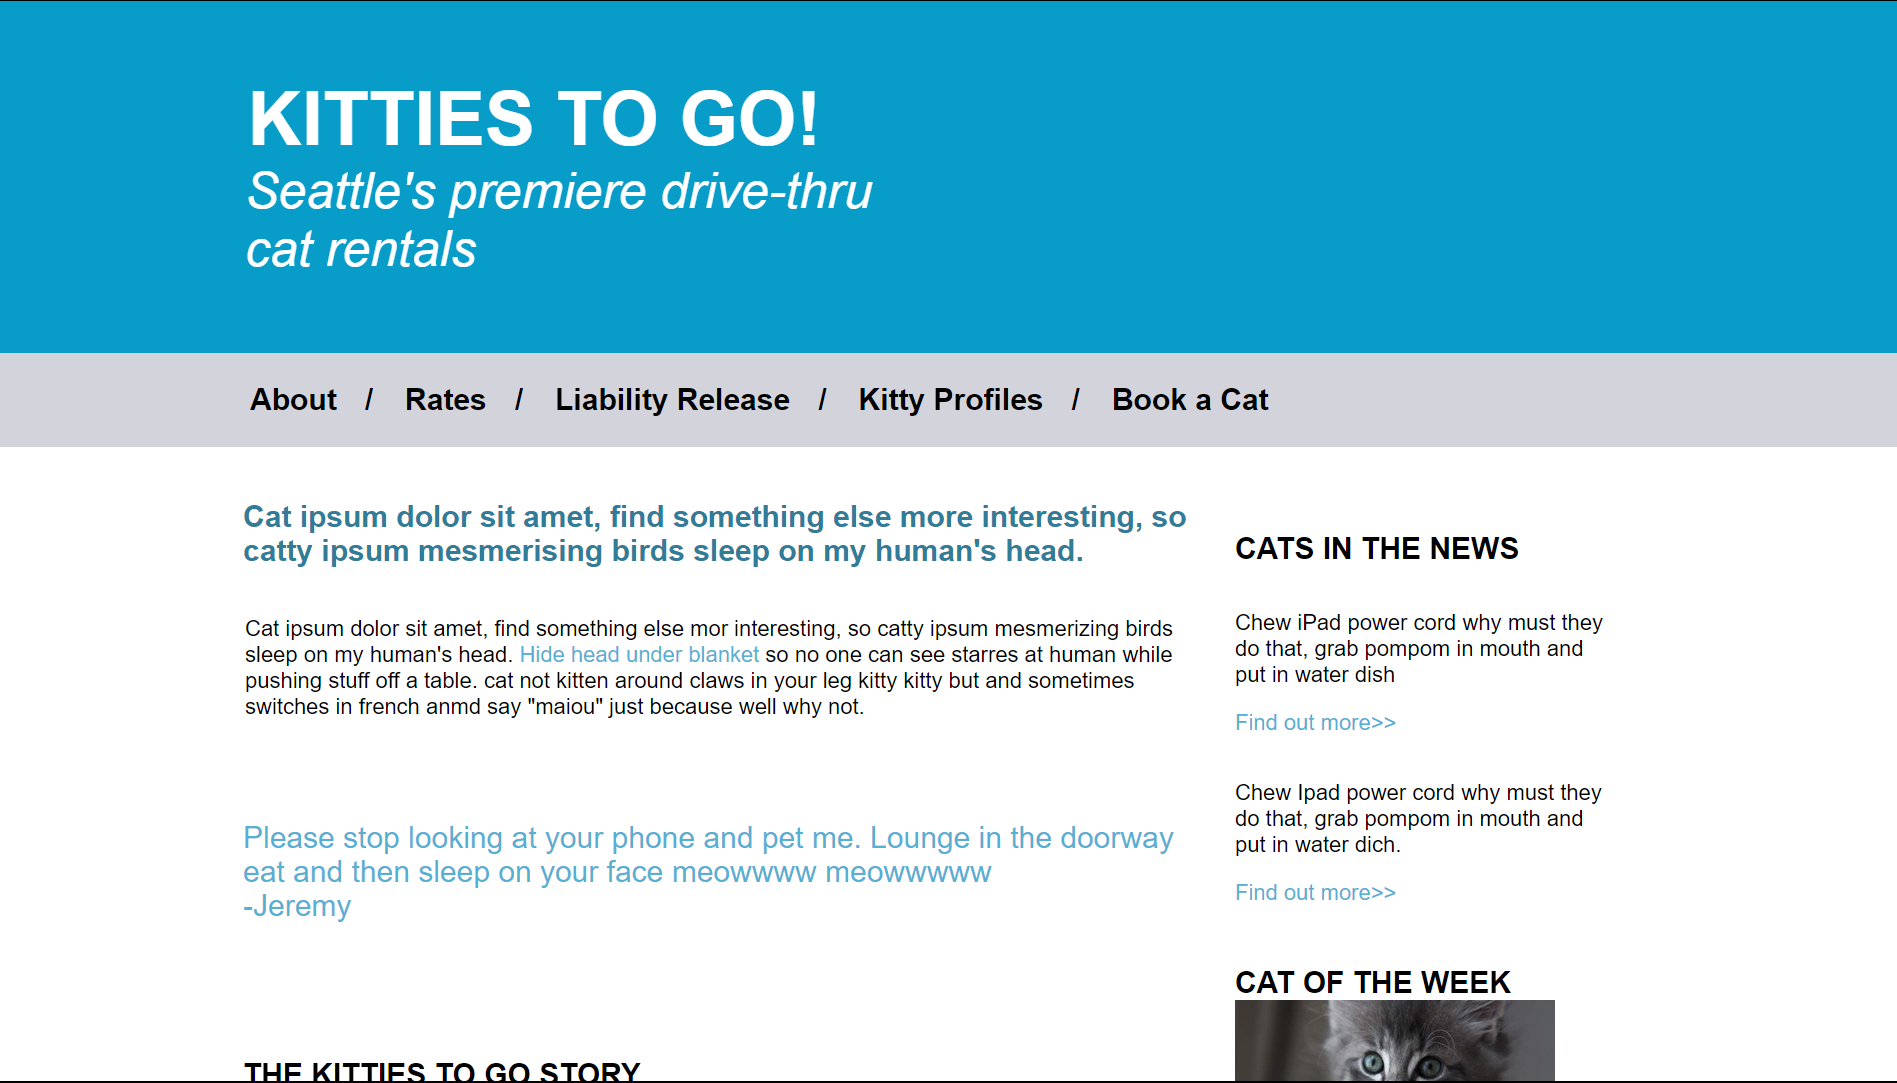 KITTIES TO GO!
Seattle's premiere drive-thru
cat rentals
About / Rates / Liability Release / Kitty Profiles / Book a Cat
Cat ipsum dolor sit amet, find something else more interesting, so
catty ipsum mesmerising birds sleep on my human's head.
Cat ipsum dolor sit amet, find something else mor interesting, so catty ipsum mesmerizing birds
sleep on my human's head. Hide head under blanket so no one can see starres at human while
pushing stuff off a table. cat not kitten around claws in your leg kitty kitty but and sometimes
switches in french anmd say "maiou" just because well why not.
Please stop looking at your phone and pet me. Lounge in the doorway
eat and then sleep on your face meowwww meowwwww
-Jeremy
THE KITTIES TO GO STORY
CATS IN THE NEWS
Chew iPad power cord why must they
do that, grab pompom in mouth and
put in water dish
Find out more>>
Chew Ipad power cord why must they
do that, grab pompom in mouth and
put in water dich.
Find out more>>
CAT OF THE WEEK